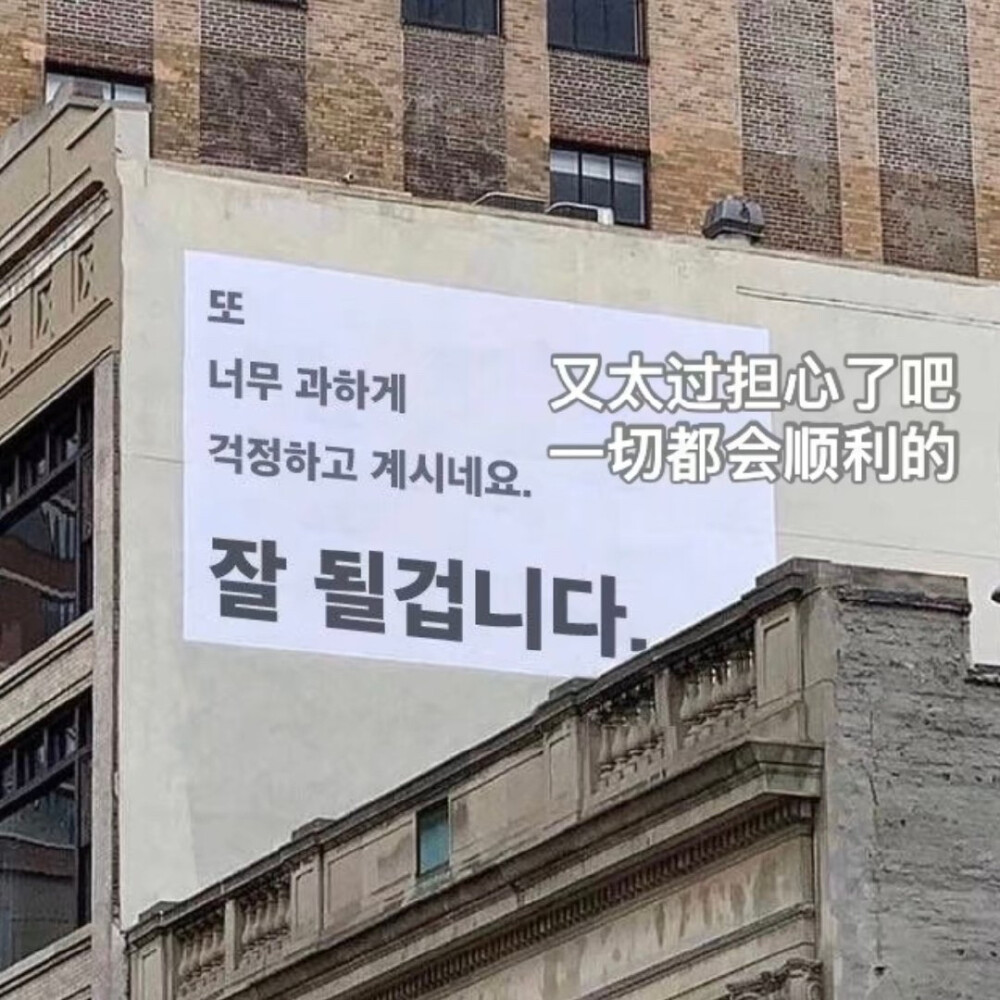 또
너무 과하게
걱정하고 계시네요.
잘 될겁니다.
又太过担心了吧
一切都会顺利的